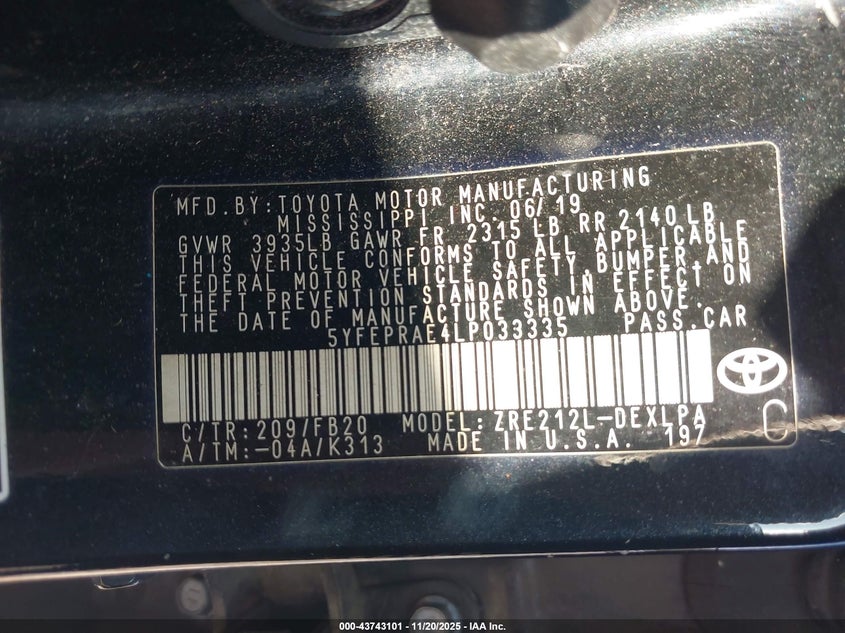 MFD.BY:TOYOTA MOTOR MANUFACTURING
MISSISSIPPI INC. 06/19
GVWR 3935LB GAWR FR 2315 LB RR 2140 LB
THIS VEHICLE CONFORMS TO ALL APPLICABLE
FEDERAL MOTOR VEHICLE SAFETY,BUMPER,AND
THEFT PREVENTION STANDARDS IN EFFECT ON
THE DATE OF MANUFACTURE SHOWN ABOVE.
5YFEPRAE4LP033335 PASS.CAR
C/TR:209/FB20 MODEL:ZRE212L-DEXLPA
A/TM:-04A/K313 MADE IN U.S.A. 197
C
000-43743101 - 11/20/2025 - IAA Inc.